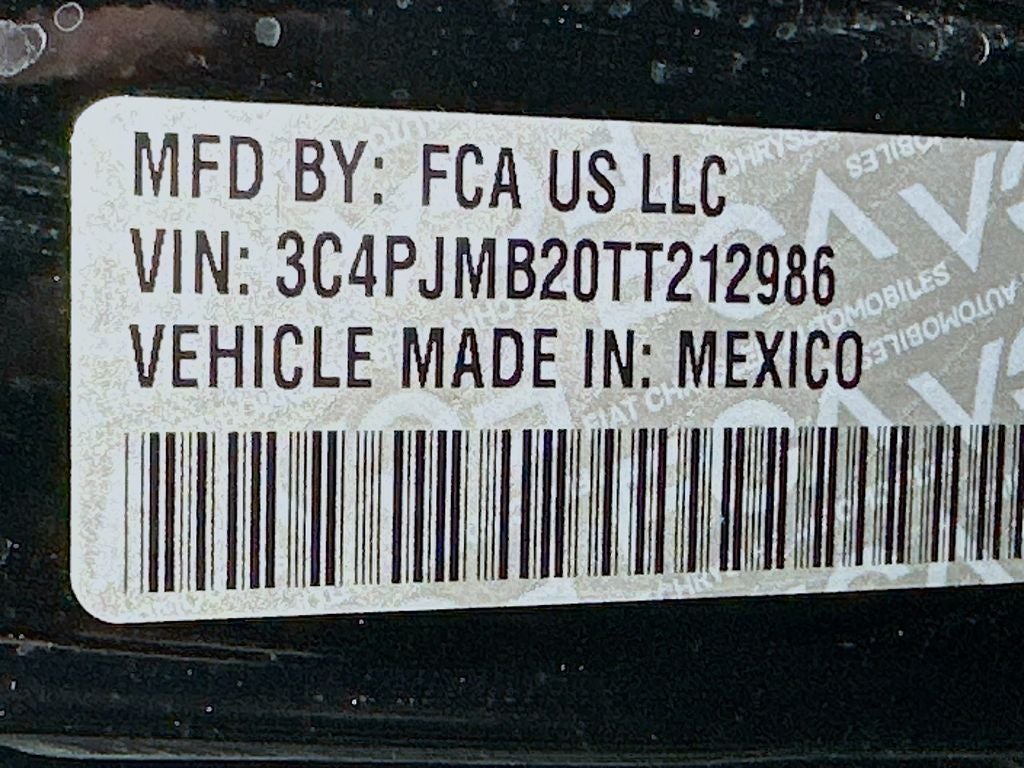 MFD BY: FCA US LLC
VIN: 3C4PJMB20TT212986
VEHICLE MADE IN: MEXICO